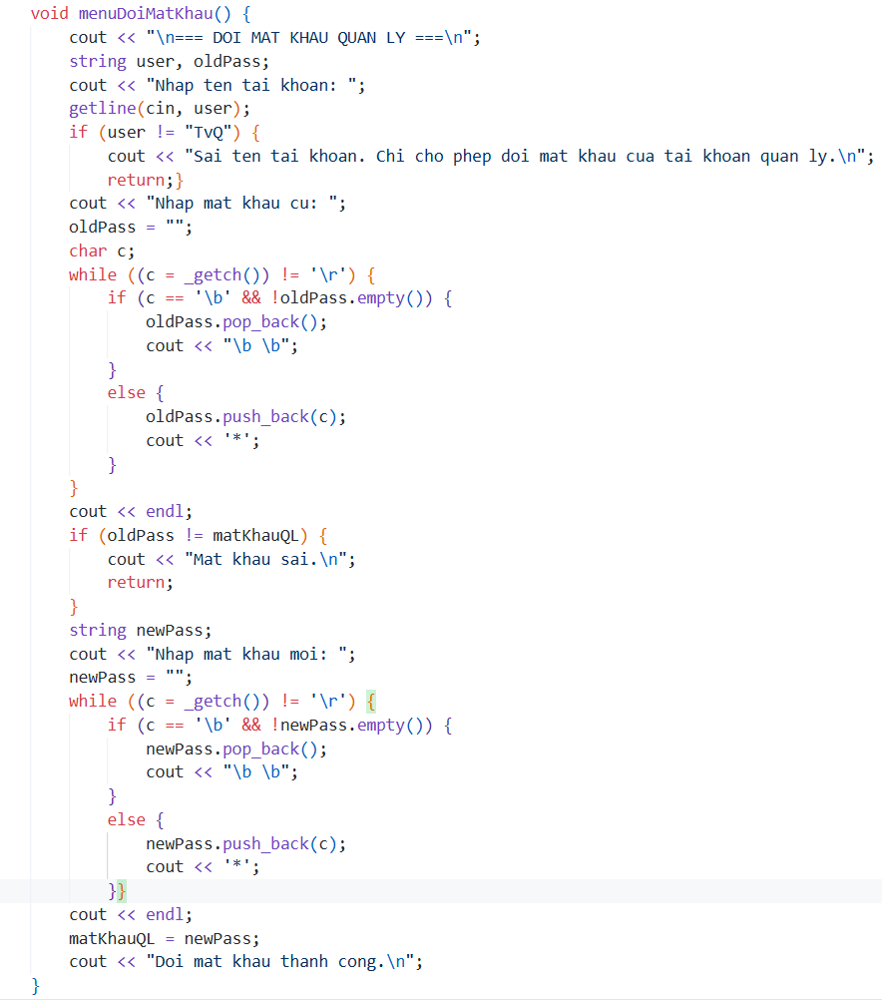 void menuDoiMatKhau() {
    cout << "\n=== DOI MAT KHAU QUAN LY ===\n";
    string user, oldPass;
    cout << "Nhap ten tai khoan: ";
    getline(cin, user);
    if (user != "TvQ") {
        cout << "Sai ten tai khoan. Chi cho phep doi mat khau cua tai khoan quan ly.\n";
        return;}
    cout << "Nhap mat khau cu: ";
    oldPass = "";
    char c;
    while ((c = _getch()) != '\r') {
        if (c == '\b' && !oldPass.empty()) {
            oldPass.pop_back();
            cout << "\b \b";
        }
        else {
            oldPass.push_back(c);
            cout << '*';
        }
    }
    cout << endl;
    if (oldPass != matKhauQL) {
        cout << "Mat khau sai.\n";
        return;
    }
    string newPass;
    cout << "Nhap mat khau moi: ";
    newPass = "";
    while ((c = _getch()) != '\r') {
        if (c == '\b' && !newPass.empty()) {
            newPass.pop_back();
            cout << "\b \b";
        }
        else {
            newPass.push_back(c);
            cout << '*';
        }}
    cout << endl;
    matKhauQL = newPass;
    cout << "Doi mat khau thanh cong.\n";
}